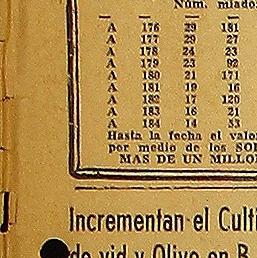 Núm. miado
A 176 29 181
A 177 29 27
A 178 24 23
A 179 23 92
A 180 21 171
A 181 19 16
A 182 17 120
A 183 16 21
A 184 14 53
Hasta la fecha el valo
por medio de los SO
MAS DE UN MILLO
Incrementan el Culti
de vid y Olivo en B